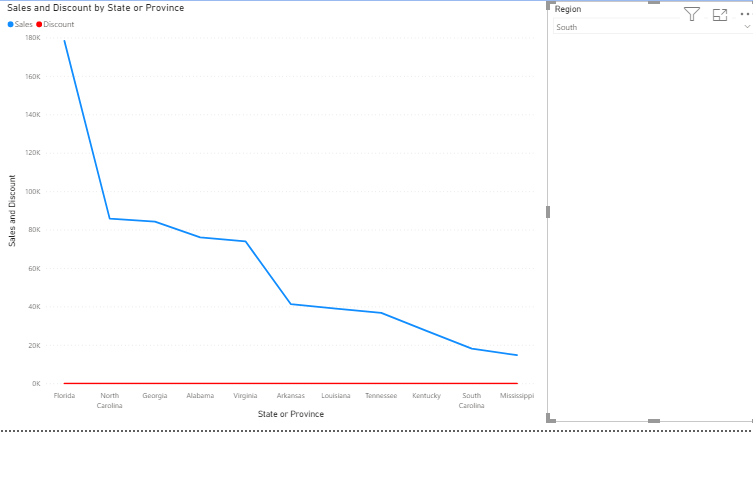 Sales and Discount by State or Province
Sales Discount
180K
160K
140K
120K
100K
80K
60K
40K
20K
0K
Sales and Discount
Florida North Carolina Georgia Alabama Virginia Arkansas Louisiana Tennessee Kentucky South Carolina Mississippi
State or Province
Region
South